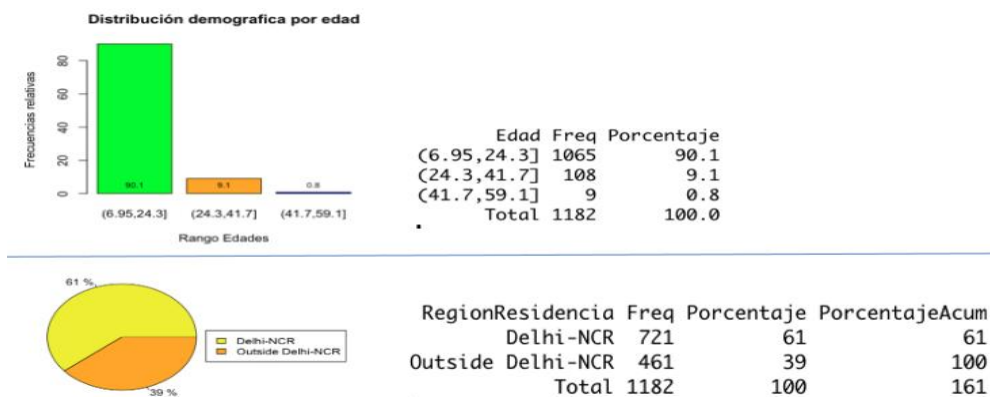 Distribución demografica por edad
Frecuencias relativas
80
60
40
20
0
90.1
9.1
0.8
(6.95,24.3]
(24.3,41.7]
(41.7,59.1]
Rango Edades
Edad Freq Porcentaje
(6.95,24.3] 1065 90.1
(24.3,41.7] 108 9.1
(41.7,59.1] 9 0.8
Total 1182 100.0
61 %
39 %
Delhi-NCR
Outside Delhi-NCR
RegionResidencia Freq Porcentaje PorcentajeAcum
Delhi-NCR 721 61 61
Outside Delhi-NCR 461 39 100
Total 1182 100 161